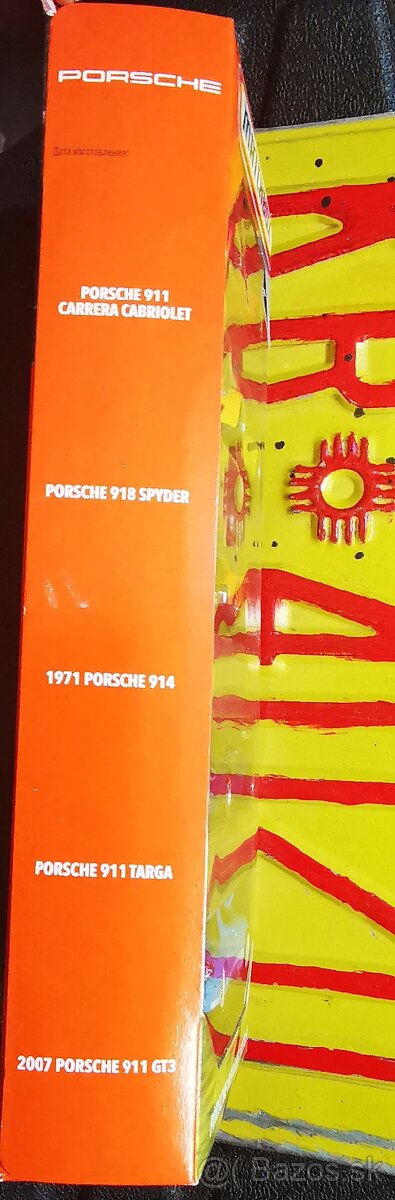 PORSCHE
Дата изготовления:
PORSCHE 911
CARRERA CABRIOLET
PORSCHE 918 SPYDER
1971 PORSCHE 914
PORSCHE 911 TARGA
2007 PORSCHE 911 GT3
Bazos.sk